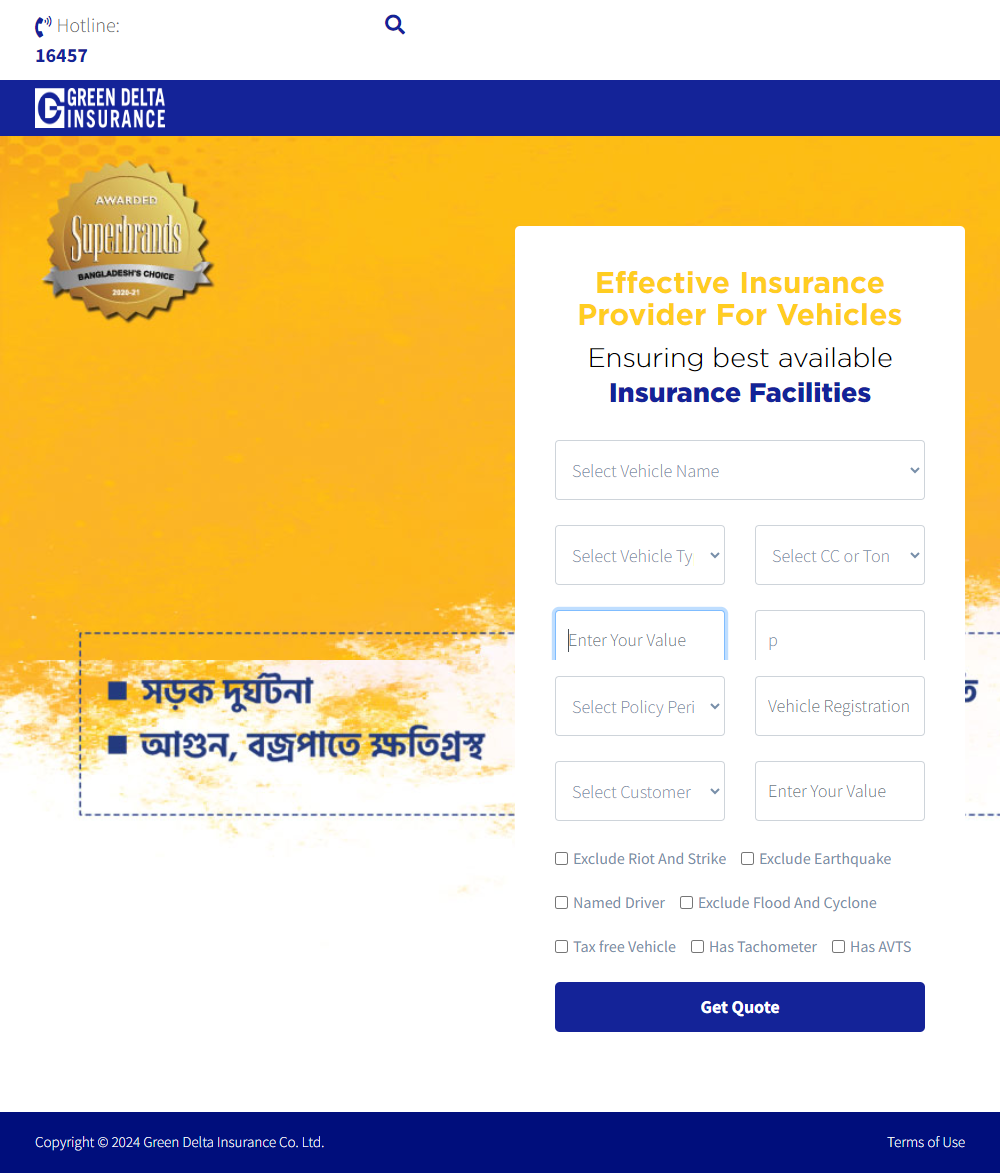 Hotline:
16457
GREEN DELTA
INSURANCE
AWARDED
Superbrands
BANGLADESH'S CHOICE
2020-21
Effective Insurance
Provider For Vehicles
Ensuring best available
Insurance Facilities
Select Vehicle Name
Select Vehicle Ty
Select CC or Ton
Enter Your Value
p
■ সড়ক দুর্ঘটনা
■ আগুন, বজ্রপাতে ক্ষতিগ্রস্থ
Select Policy Peri
Vehicle Registration
Select Customer
Enter Your Value
Exclude Riot And Strike Exclude Earthquake
Named Driver Exclude Flood And Cyclone
Tax free Vehicle Has Tachometer Has AVTS
Get Quote
Copyright © 2024 Green Delta Insurance Co. Ltd.
Terms of Use